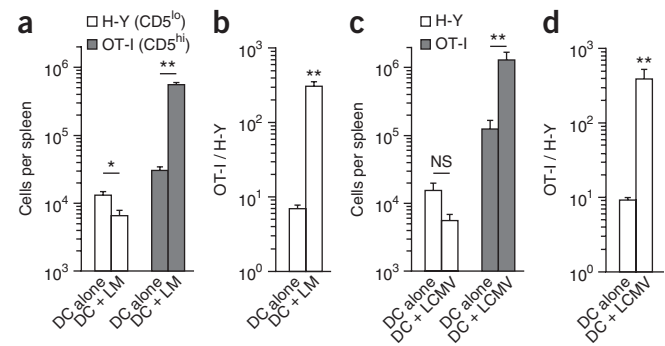 a
H-Y (CD5lo)
OT-I (CD5hi)
Cells per spleen
10^6
10^5
10^4
10^3
*
**
DC alone
DC + LM
DC alone
DC + LM
b
OT-I / H-Y
10^3
10^2
10^1
10^0
**
DC alone
DC + LM
c
H-Y
OT-I
Cells per spleen
10^6
10^5
10^4
10^3
NS
**
DC alone
DC + LCMV
DC alone
DC + LCMV
d
OT-I / H-Y
10^3
10^2
10^1
10^0
**
DC alone
DC + LCMV